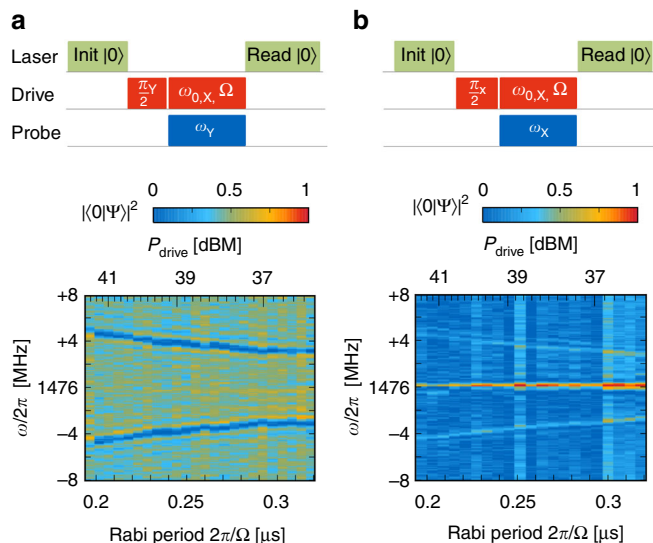 a
Laser Init |0⟩ Read |0⟩
Drive π/2 Y ω0,X, Ω
Probe ωY
0 0.5 1
|⟨0|Ψ⟩|²
Pdrive [dBM]
41 39 37
+8
+4
1476
−4
−8
ω/2π [MHz]
0.2 0.25 0.3
Rabi period 2π/Ω [µs]
b
Init |0⟩ Read |0⟩
π/2 X ω0,X, Ω
ωX
0 0.5 1
|⟨0|Ψ⟩|²
Pdrive [dBM]
41 39 37
+8
+4
1476
−4
−8
ω/2π [MHz]
0.2 0.25 0.3
Rabi period 2π/Ω [µs]